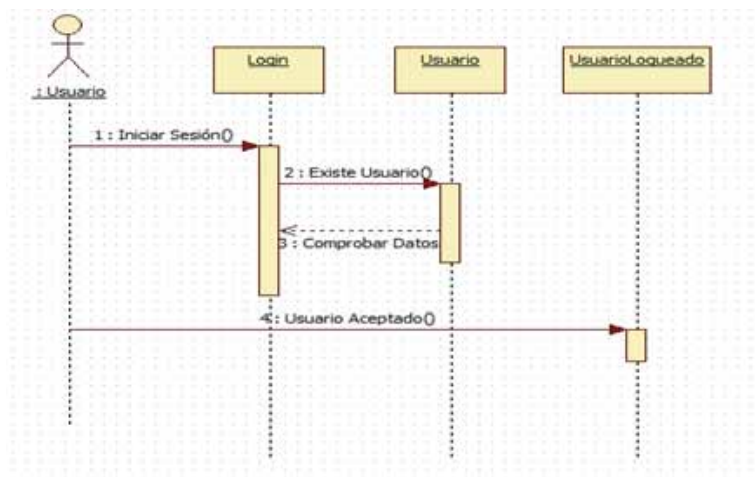 Login
Usuario
UsuarioLogueado
: Usuario
1 : Iniciar Sesión()
2 : Existe Usuario()
3 : Comprobar Datos
4 : Usuario Aceptado()